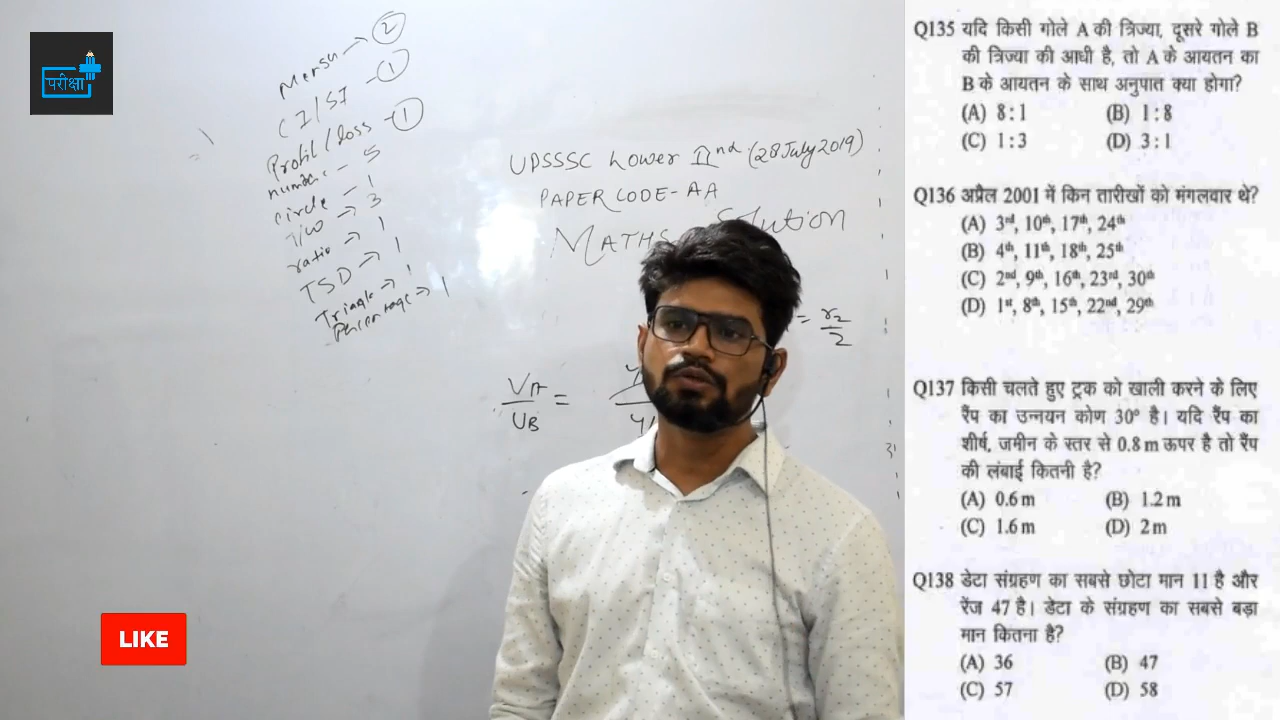 परीक्षा
Mensu → 2
CI/SI - 1
Profit/loss - 1
numeric - 5
circle - 1
T/W → 3
ratio → 1
TSD → 1
Triangle → 1
Percentage → 1
UPSSSC Lower IInd (28 July 2019)
PAPER CODE-AA
MATHS Solution
= r₂/2
V_A/V_B =
LIKE
Q135 यदि किसी गोले A की त्रिज्या, दूसरे गोले B
की त्रिज्या की आधी है, तो A के आयतन का
B के आयतन के साथ अनुपात क्या होगा?
(A) 8:1 (B) 1:8
(C) 1:3 (D) 3:1
Q136 अप्रैल 2001 में किन तारीखों को मंगलवार थे?
(A) 3rd, 10th, 17th, 24th
(B) 4th, 11th, 18th, 25th
(C) 2nd, 9th, 16th, 23rd, 30th
(D) 1st, 8th, 15th, 22nd, 29th
Q137 किसी चलते हुए ट्रक को खाली करने के लिए
रैंप का उन्नयन कोण 30° है। यदि रैंप का
शीर्ष, जमीन के स्तर से 0.8 m ऊपर है तो रैंप
की लंबाई कितनी है?
(A) 0.6 m (B) 1.2 m
(C) 1.6 m (D) 2 m
Q138 डेटा संग्रहण का सबसे छोटा मान 11 है और
रेंज 47 है। डेटा के संग्रहण का सबसे बड़ा
मान कितना है?
(A) 36 (B) 47
(C) 57 (D) 58